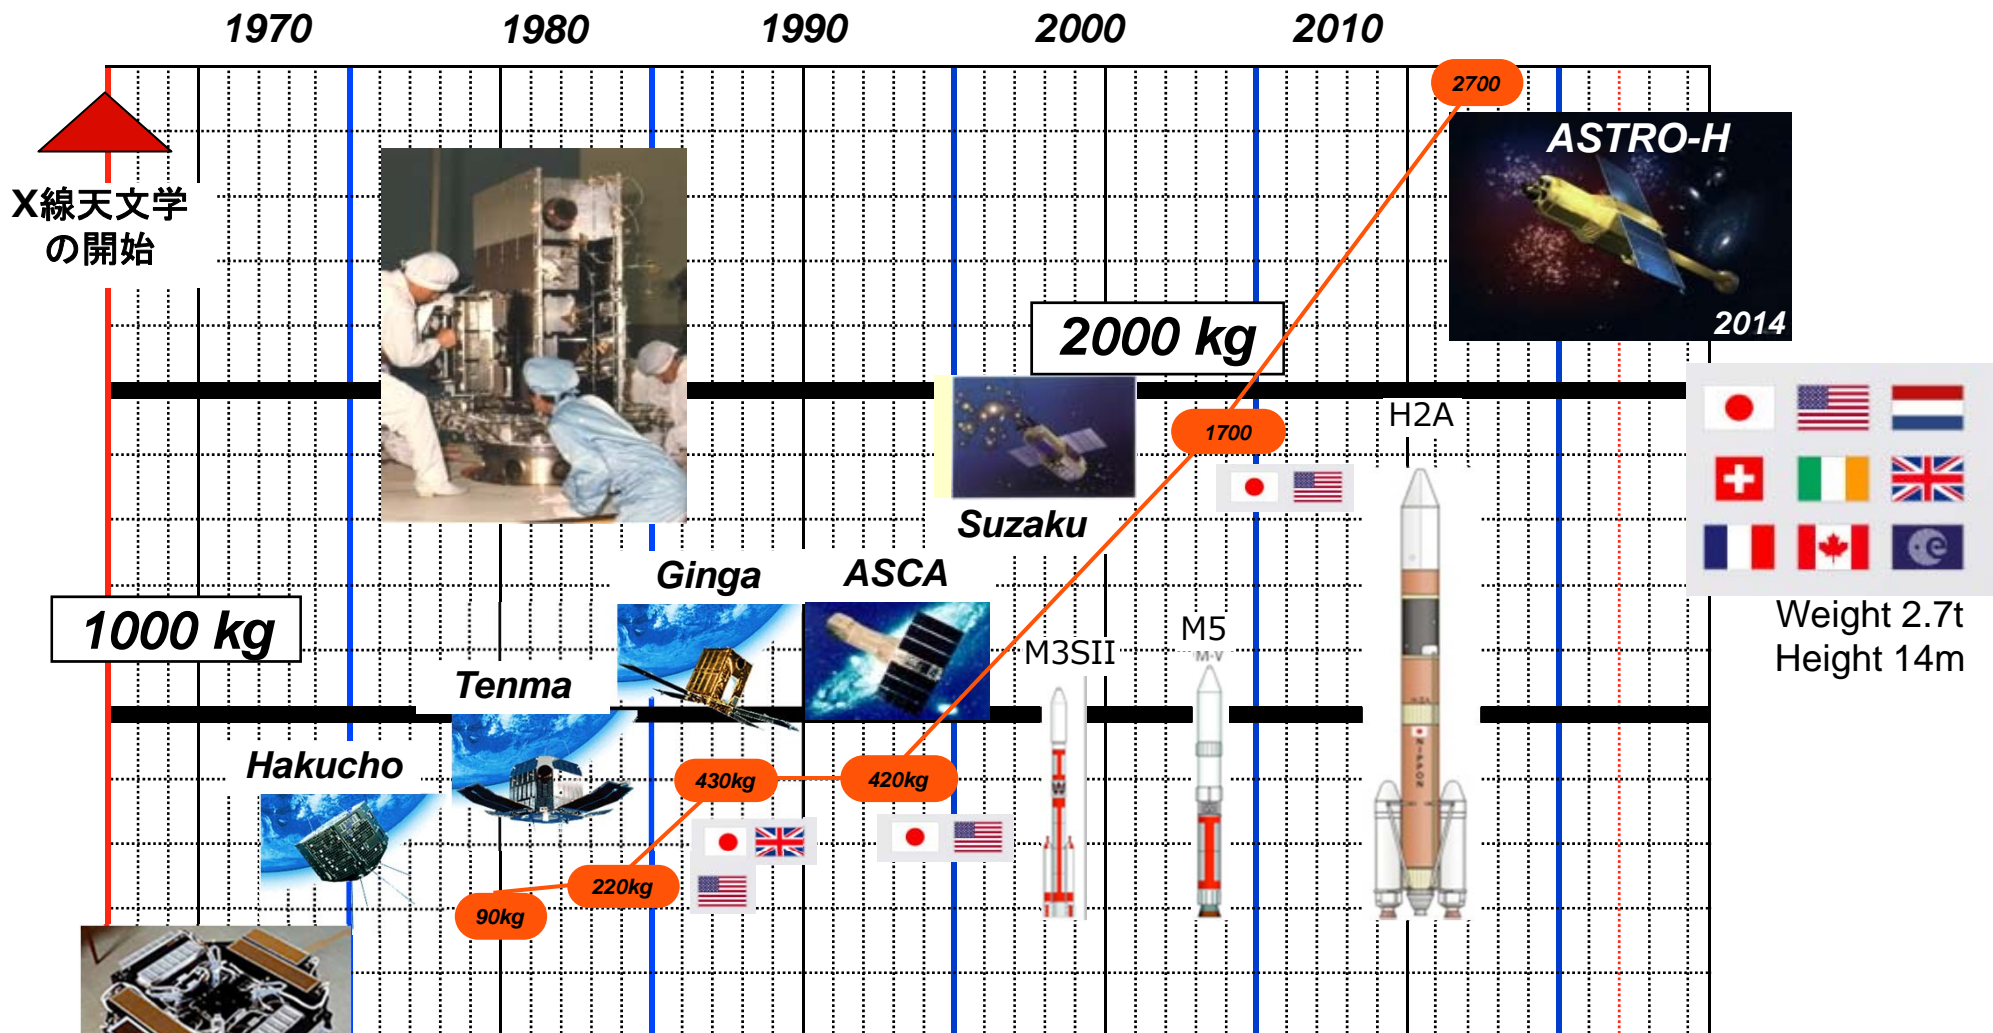 1970
1980
1990
2000
2010
2700
ASTRO-H
2014
X線天文学
の開始
2000 kg
1700
H2A
Suzaku
Ginga
ASCA
1000 kg
M5
M-V
M3SII
Weight 2.7t
Height 14m
Tenma
Hakucho
430kg
420kg
220kg
90kg
H-2A
NIPPON